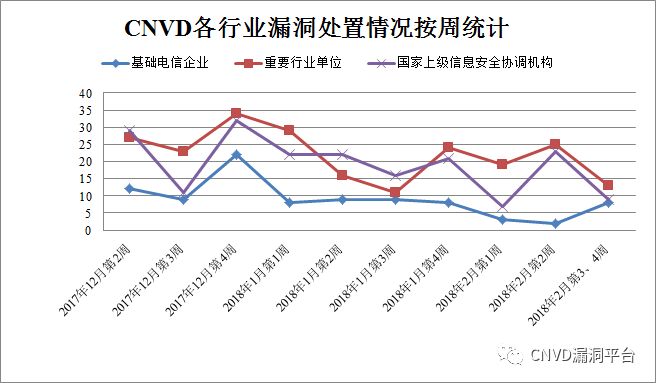 CNVD各行业漏洞处置情况按周统计
基础电信企业 重要行业单位 国家上级信息安全协调机构
40
35
30
25
20
15
10
5
0
2017年12月第2周
2017年12月第3周
2017年12月第4周
2018年1月第1周
2018年1月第2周
2018年1月第3周
2018年1月第4周
2018年2月第1周
2018年2月第2周
2018年2月第3、4周
CNVD漏洞平台